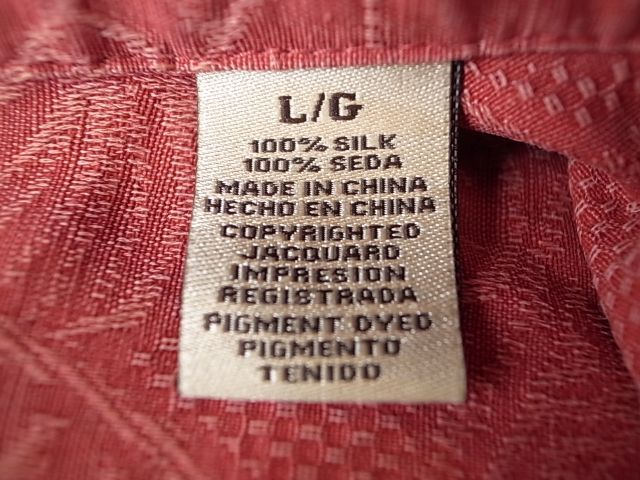 L/G
100% SILK
100% SEDA
MADE IN CHINA
HECHO EN CHINA
COPYRIGHTED
JACQUARD
IMPRESION
REGISTRADA
PIGMENT DYED
PIGMENTO
TENIDO